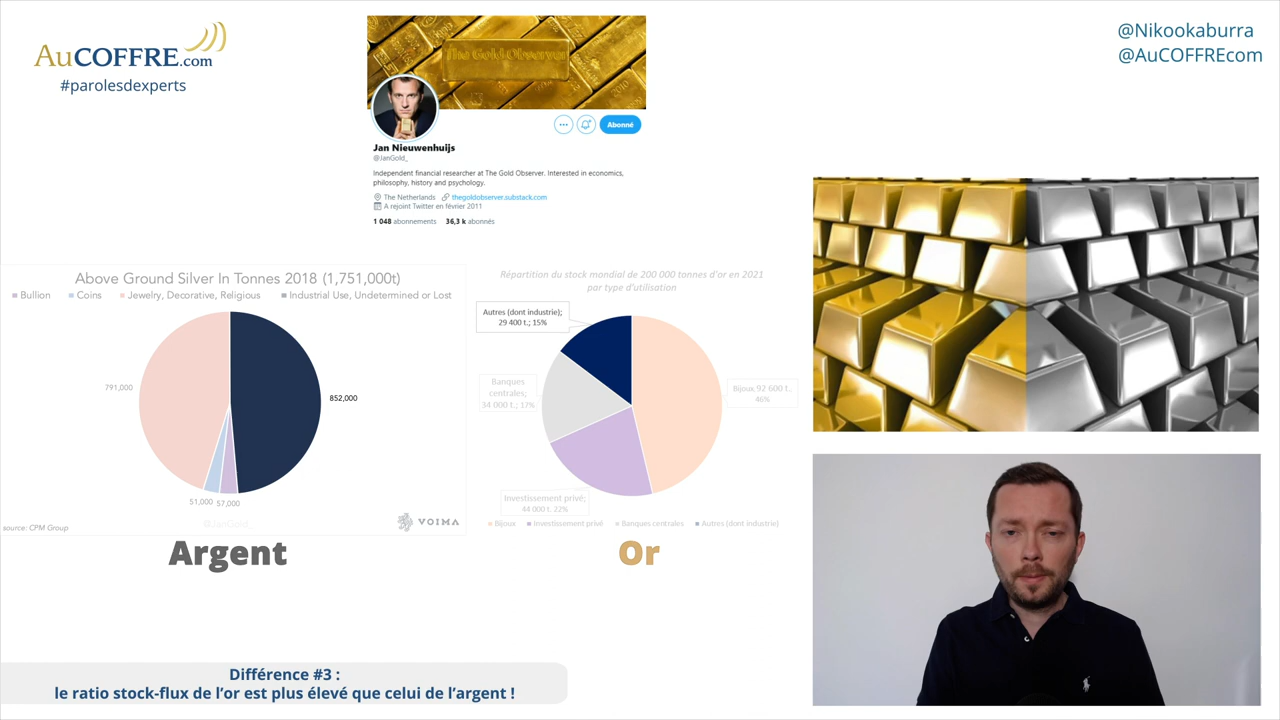 AuCOFFRE.com
#parolesdexperts
@Nikookaburra
@AuCOFFREcom
The Gold Observer
Abonné
Jan Nieuwenhuijs
@JanGold_
Independent financial researcher at The Gold Observer. Interested in economics,
philosophy, history and psychology.
The Netherlands thegoldobserver.substack.com
A rejoint Twitter en février 2011
1 048 abonnements 36,3 k abonnés
Above Ground Silver In Tonnes 2018 (1,751,000t)
Bullion Coins Jewelry, Decorative, Religious Industrial Use, Undetermined or Lost
791,000
852,000
51,000 57,000
source: CPM Group
@JanGold_
VOIMA
Argent
Répartition du stock mondial de 200 000 tonnes d'or en 2021
par type d'utilisation
Autres (dont industrie);
29 400 t.; 15%
Banques
centrales;
34 000 t.; 17%
Bijoux; 92 600 t.,
46%
Investissement privé;
44 000 t. 22%
Bijoux Investissement privé Banques centrales Autres (dont industrie)
Or
Différence #3 :
le ratio stock-flux de l'or est plus élevé que celui de l'argent !